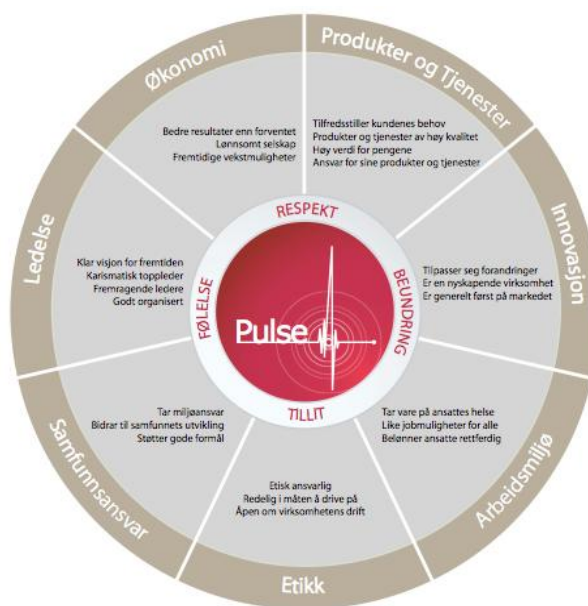 Økonomi
Bedre resultater enn forventet
Lønnsomt selskap
Fremtidige vekstmuligheter
Produkter og Tjenester
Tilfredsstiller kundenes behov
Produkter og tjenester av høy kvalitet
Høy verdi for pengene
Ansvar for sine produkter og tjenester
Innovasjon
Tilpasser seg forandringer
Er en nyskapende virksomhet
Er generelt først på markedet
Arbeidsmiljø
Tar vare på ansattes helse
Like jobmuligheter for alle
Belønner ansatte rettferdig
Etikk
Etisk ansvarlig
Redelig i måten å drive på
Åpen om virksomhetens drift
Samfunnsansvar
Tar miljøansvar
Bidrar til samfunnets utvikling
Støtter gode formål
Ledelse
Klar visjon for fremtiden
Karismatisk toppleder
Fremragende ledere
Godt organisert
RESPEKT
BEUNDRING
TILLIT
FØLELSE
Pulse